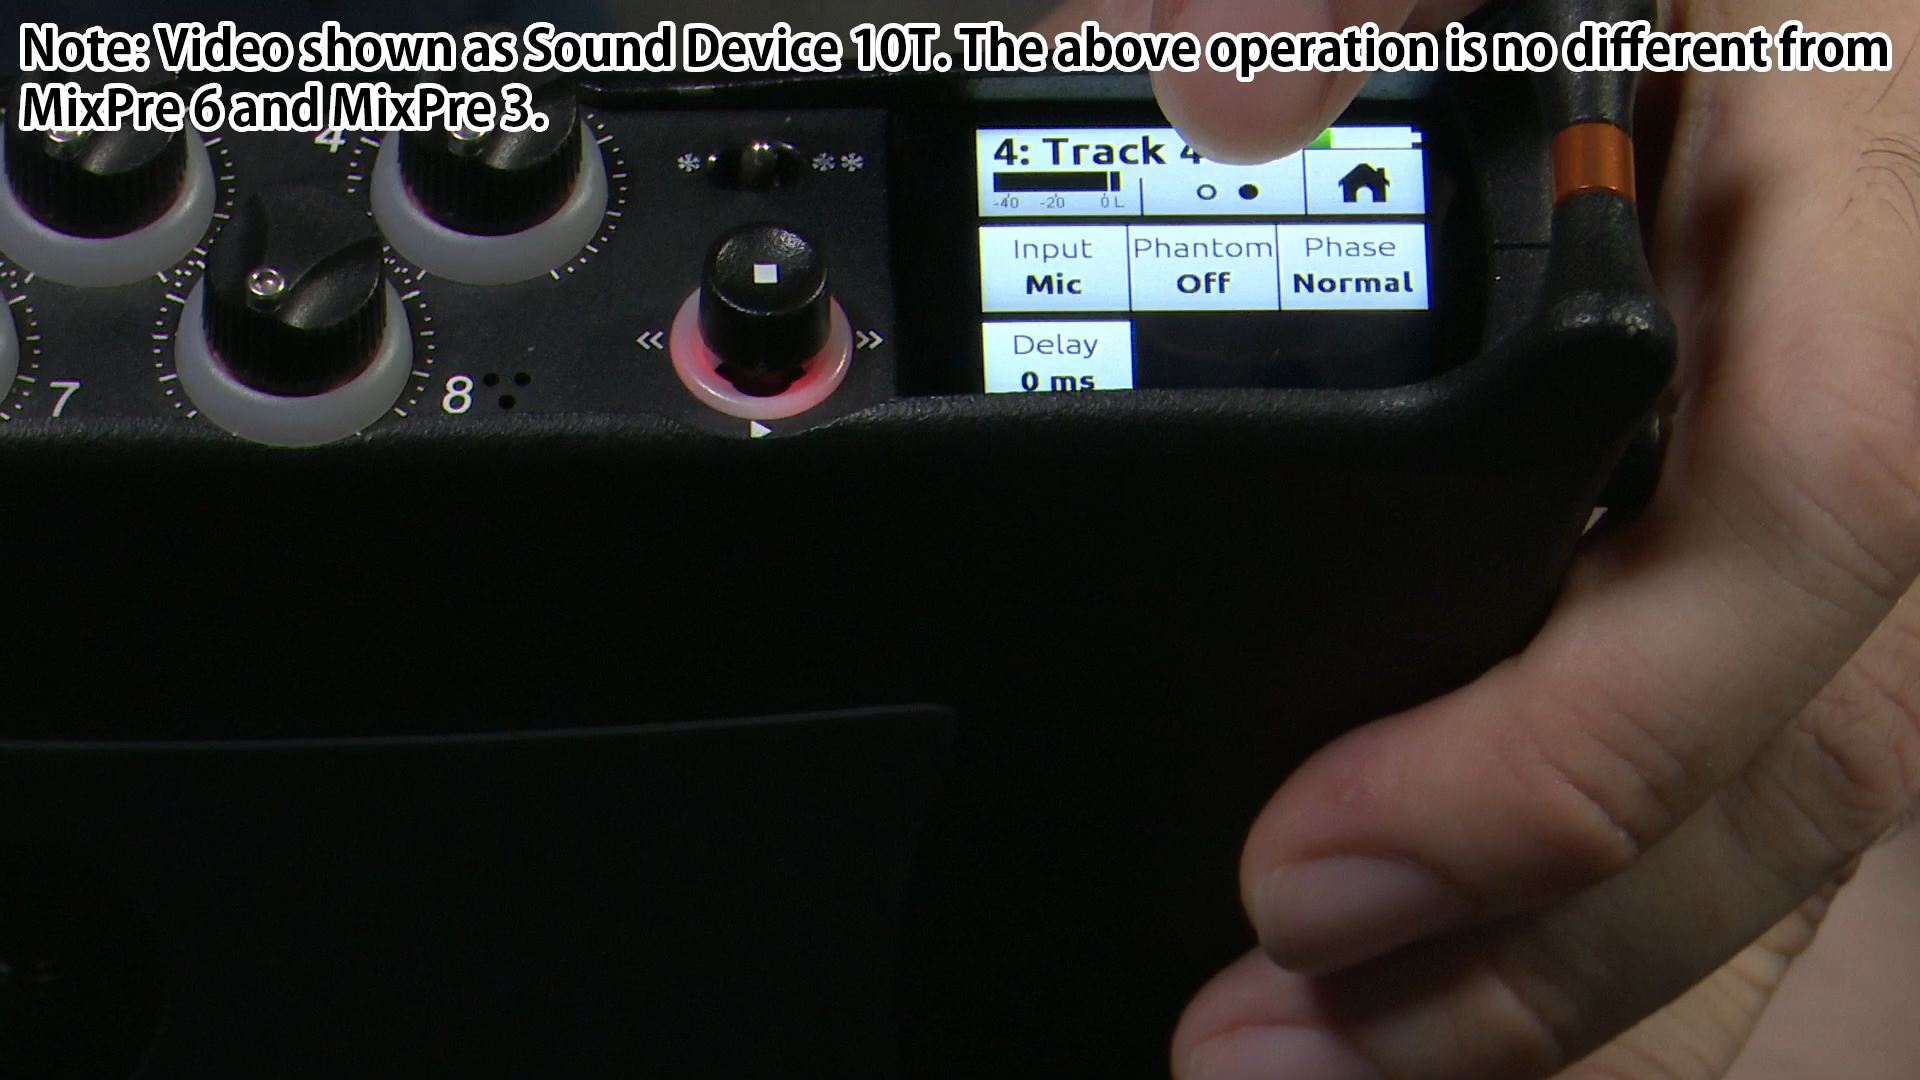 Note: Video shown as Sound Device 10T. The above operation is no different from
MixPre 6 and MixPre 3.
4
4: Track 4
-40 -20 0 L
Input Phantom Phase
Mic Off Normal
Delay
0 ms
7
8